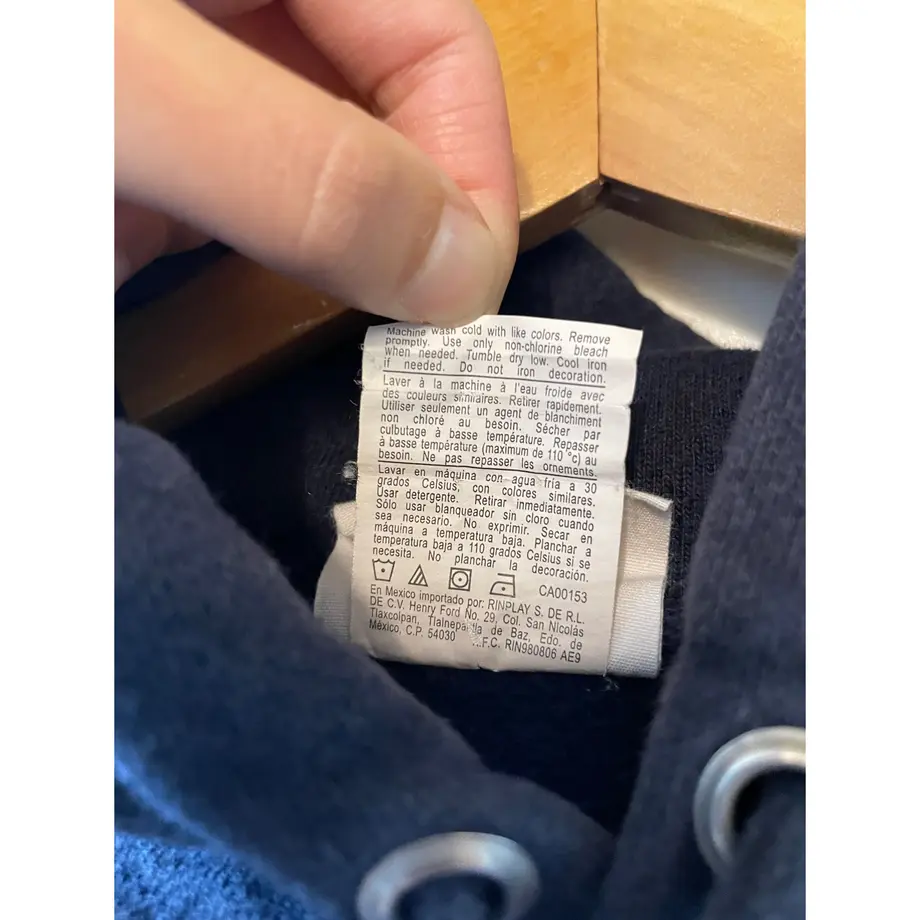 Machine wash cold with like colors. Remove
promptly. Use only non-chlorine bleach
when needed. Tumble dry low. Cool iron
if needed. Do not iron decoration.
Laver à la machine à l'eau froide avec
des couleurs similaires. Retirer rapidement.
Utiliser seulement un agent de blanchiment
non chloré au besoin. Sécher par
culbutage à basse température. Repasser
à basse température (maximum de 110 °c) au
besoin. Ne pas repasser les ornements.
Lavar en máquina con agua fría a 30
grados Celsius, con colores similares.
Usar detergente. Retirar inmediatamente.
Sólo usar blanqueador sin cloro cuando
sea necesario. No exprimir. Secar en
máquina a temperatura baja. Planchar a
temperatura baja a 110 grados Celsius si se
necesita. No planchar la decoración.
CA00153
En Mexico importado por: RINPLAY S. DE R.L.
DE C.V. Henry Ford No. 29, Col. San Nicolás
Tlaxcolpan, de Baz, Edo. de
México, C.P. 54030 .F.C. RIN980806 AE9